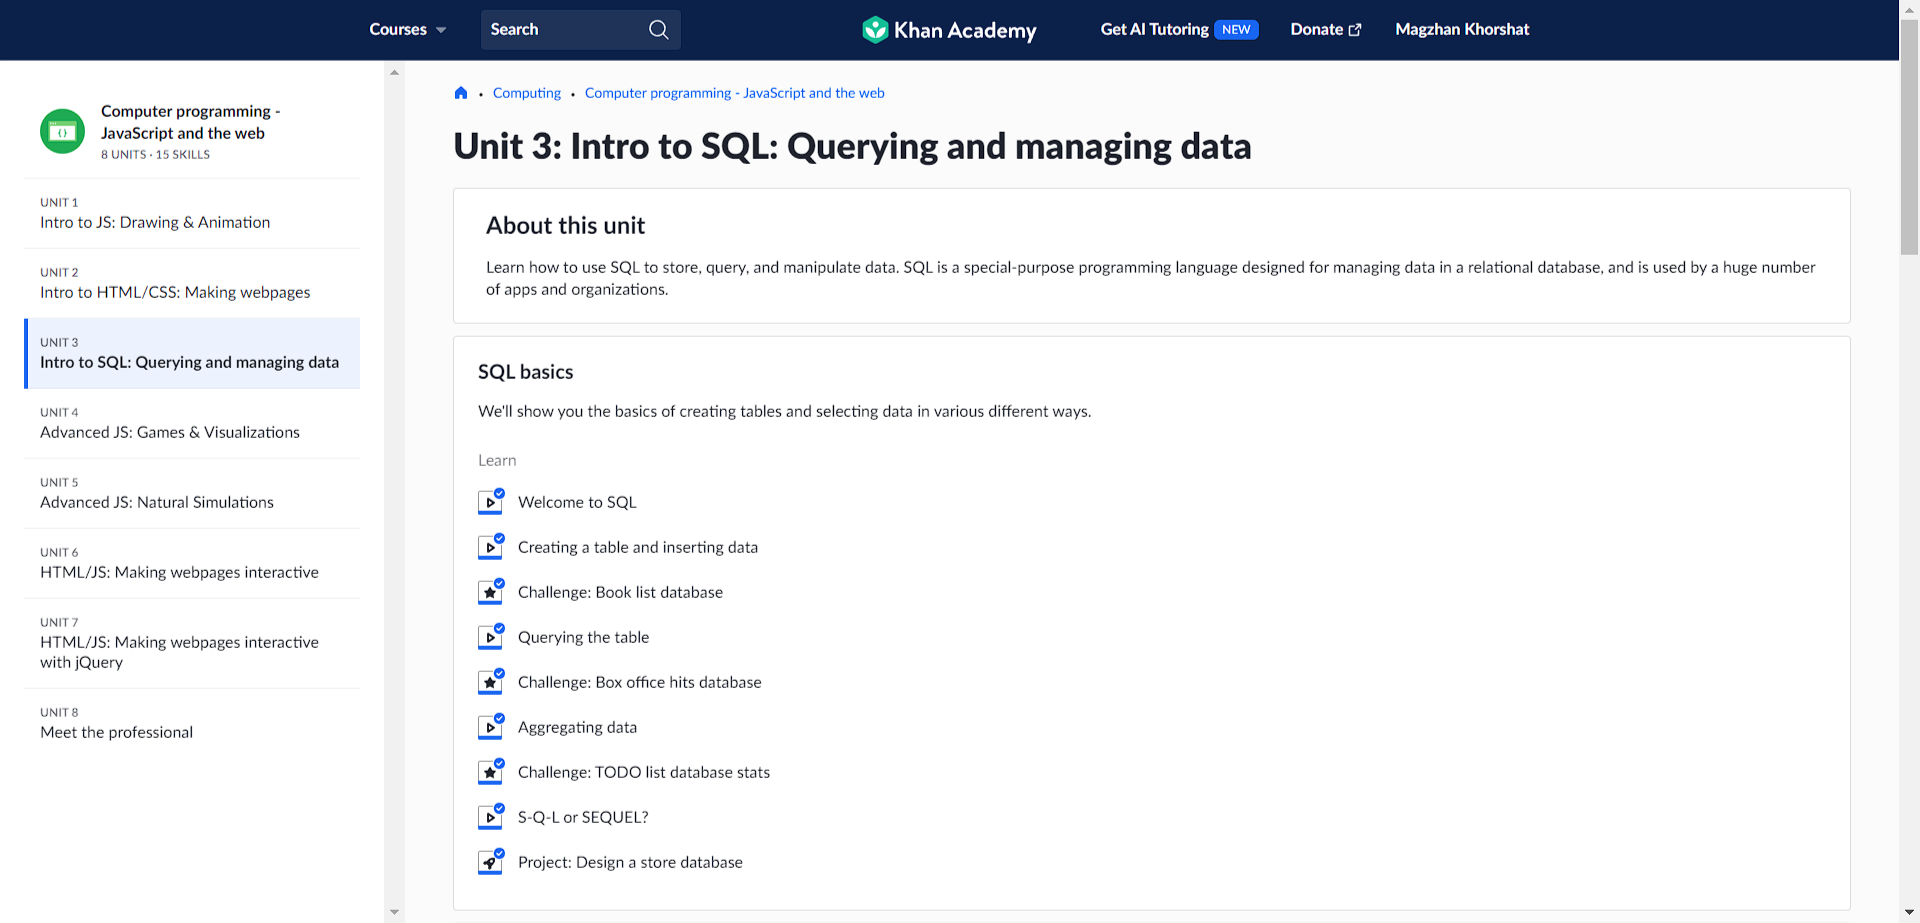 Courses
Search
Khan Academy
Get AI Tutoring NEW
Donate
Magzhan Khorshat
Computer programming -
JavaScript and the web
8 UNITS · 15 SKILLS
UNIT 1
Intro to JS: Drawing & Animation
UNIT 2
Intro to HTML/CSS: Making webpages
UNIT 3
Intro to SQL: Querying and managing data
UNIT 4
Advanced JS: Games & Visualizations
UNIT 5
Advanced JS: Natural Simulations
UNIT 6
HTML/JS: Making webpages interactive
UNIT 7
HTML/JS: Making webpages interactive
with jQuery
UNIT 8
Meet the professional
• Computing • Computer programming - JavaScript and the web
Unit 3: Intro to SQL: Querying and managing data
About this unit
Learn how to use SQL to store, query, and manipulate data. SQL is a special-purpose programming language designed for managing data in a relational database, and is used by a huge number
of apps and organizations.
SQL basics
We'll show you the basics of creating tables and selecting data in various different ways.
Learn
Welcome to SQL
Creating a table and inserting data
Challenge: Book list database
Querying the table
Challenge: Box office hits database
Aggregating data
Challenge: TODO list database stats
S-Q-L or SEQUEL?
Project: Design a store database